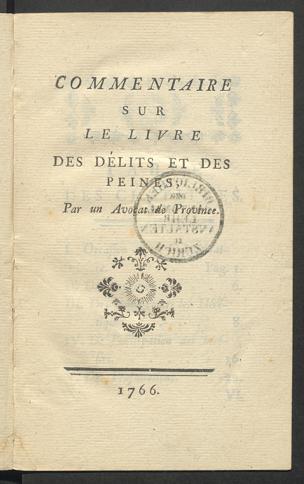 COMMENTAIRE
SUR
LE LIVRE
DES DÉLITS ET DES
PEINES,
Par un Avocat de Province.
1766.